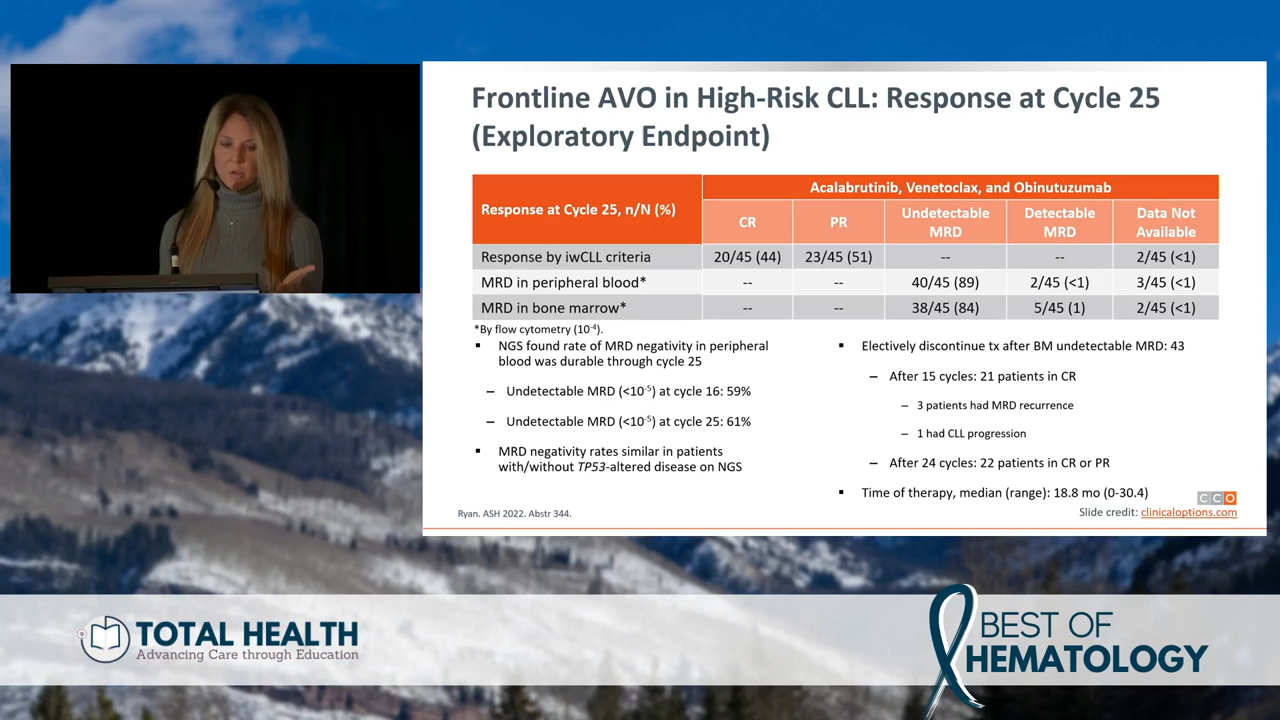 Frontline AVO in High-Risk CLL: Response at Cycle 25
(Exploratory Endpoint)
Response at Cycle 25, n/N (%)
Acalabrutinib, Venetoclax, and Obinutuzumab
CR
PR
Undetectable MRD
Detectable MRD
Data Not Available
Response by iwCLL criteria 20/45 (44) 23/45 (51) -- -- 2/45 (<1)
MRD in peripheral blood* -- -- 40/45 (89) 2/45 (<1) 3/45 (<1)
MRD in bone marrow* -- -- 38/45 (84) 5/45 (1) 2/45 (<1)
*By flow cytometry (10-4).
▪ NGS found rate of MRD negativity in peripheral
blood was durable through cycle 25
– Undetectable MRD (<10-5) at cycle 16: 59%
– Undetectable MRD (<10-5) at cycle 25: 61%
▪ MRD negativity rates similar in patients
with/without TP53-altered disease on NGS
▪ Electively discontinue tx after BM undetectable MRD: 43
– After 15 cycles: 21 patients in CR
– 3 patients had MRD recurrence
– 1 had CLL progression
– After 24 cycles: 22 patients in CR or PR
▪ Time of therapy, median (range): 18.8 mo (0-30.4)
Ryan. ASH 2022. Abstr 344.
CCO
Slide credit: clinicaloptions.com
TOTAL HEALTH
Advancing Care through Education
BEST OF
HEMATOLOGY